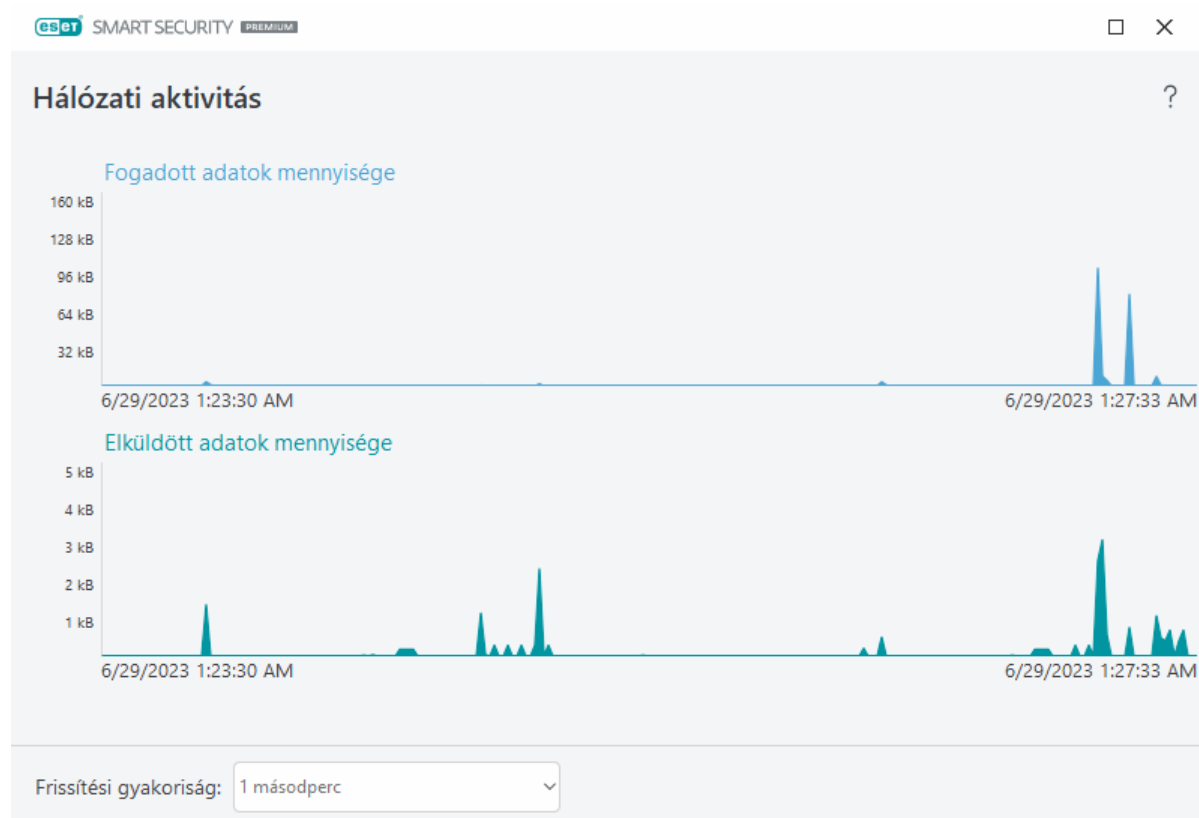 eset SMART SECURITY PREMIUM
Hálózati aktivitás
?
Fogadott adatok mennyisége
160 kB
128 kB
96 kB
64 kB
32 kB
6/29/2023 1:23:30 AM 6/29/2023 1:27:33 AM
Elküldött adatok mennyisége
5 kB
4 kB
3 kB
2 kB
1 kB
6/29/2023 1:23:30 AM 6/29/2023 1:27:33 AM
Frissítési gyakoriság: 1 másodperc